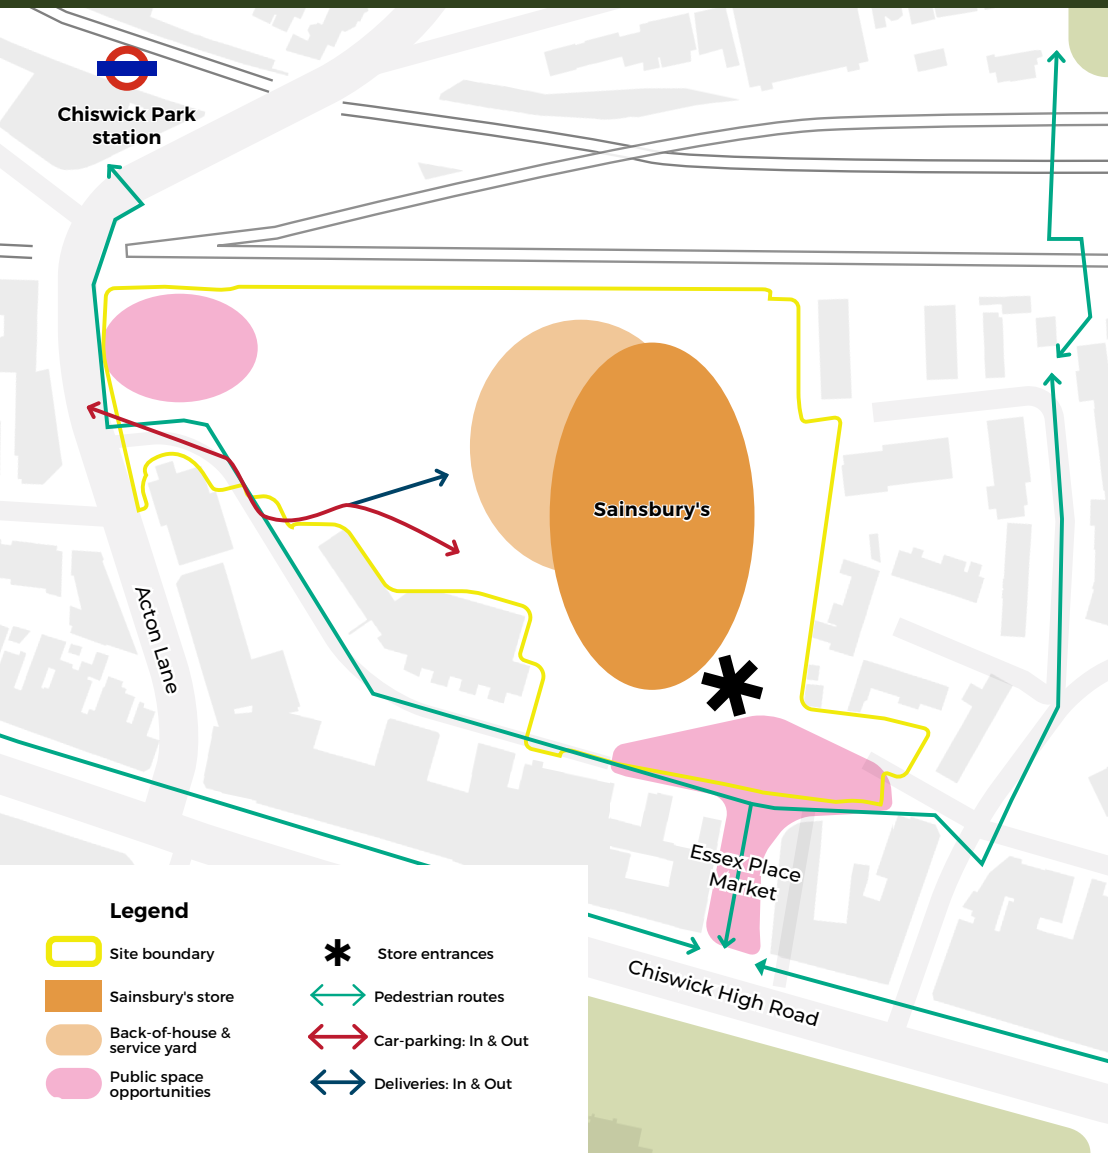 Chiswick Park
station
Sainsbury's
Acton Lane
Essex Place
Market
Chiswick High Road
Legend
Site boundary
Sainsbury's store
Back-of-house &
service yard
Public space
opportunities
Store entrances
Pedestrian routes
Car-parking: In & Out
Deliveries: In & Out